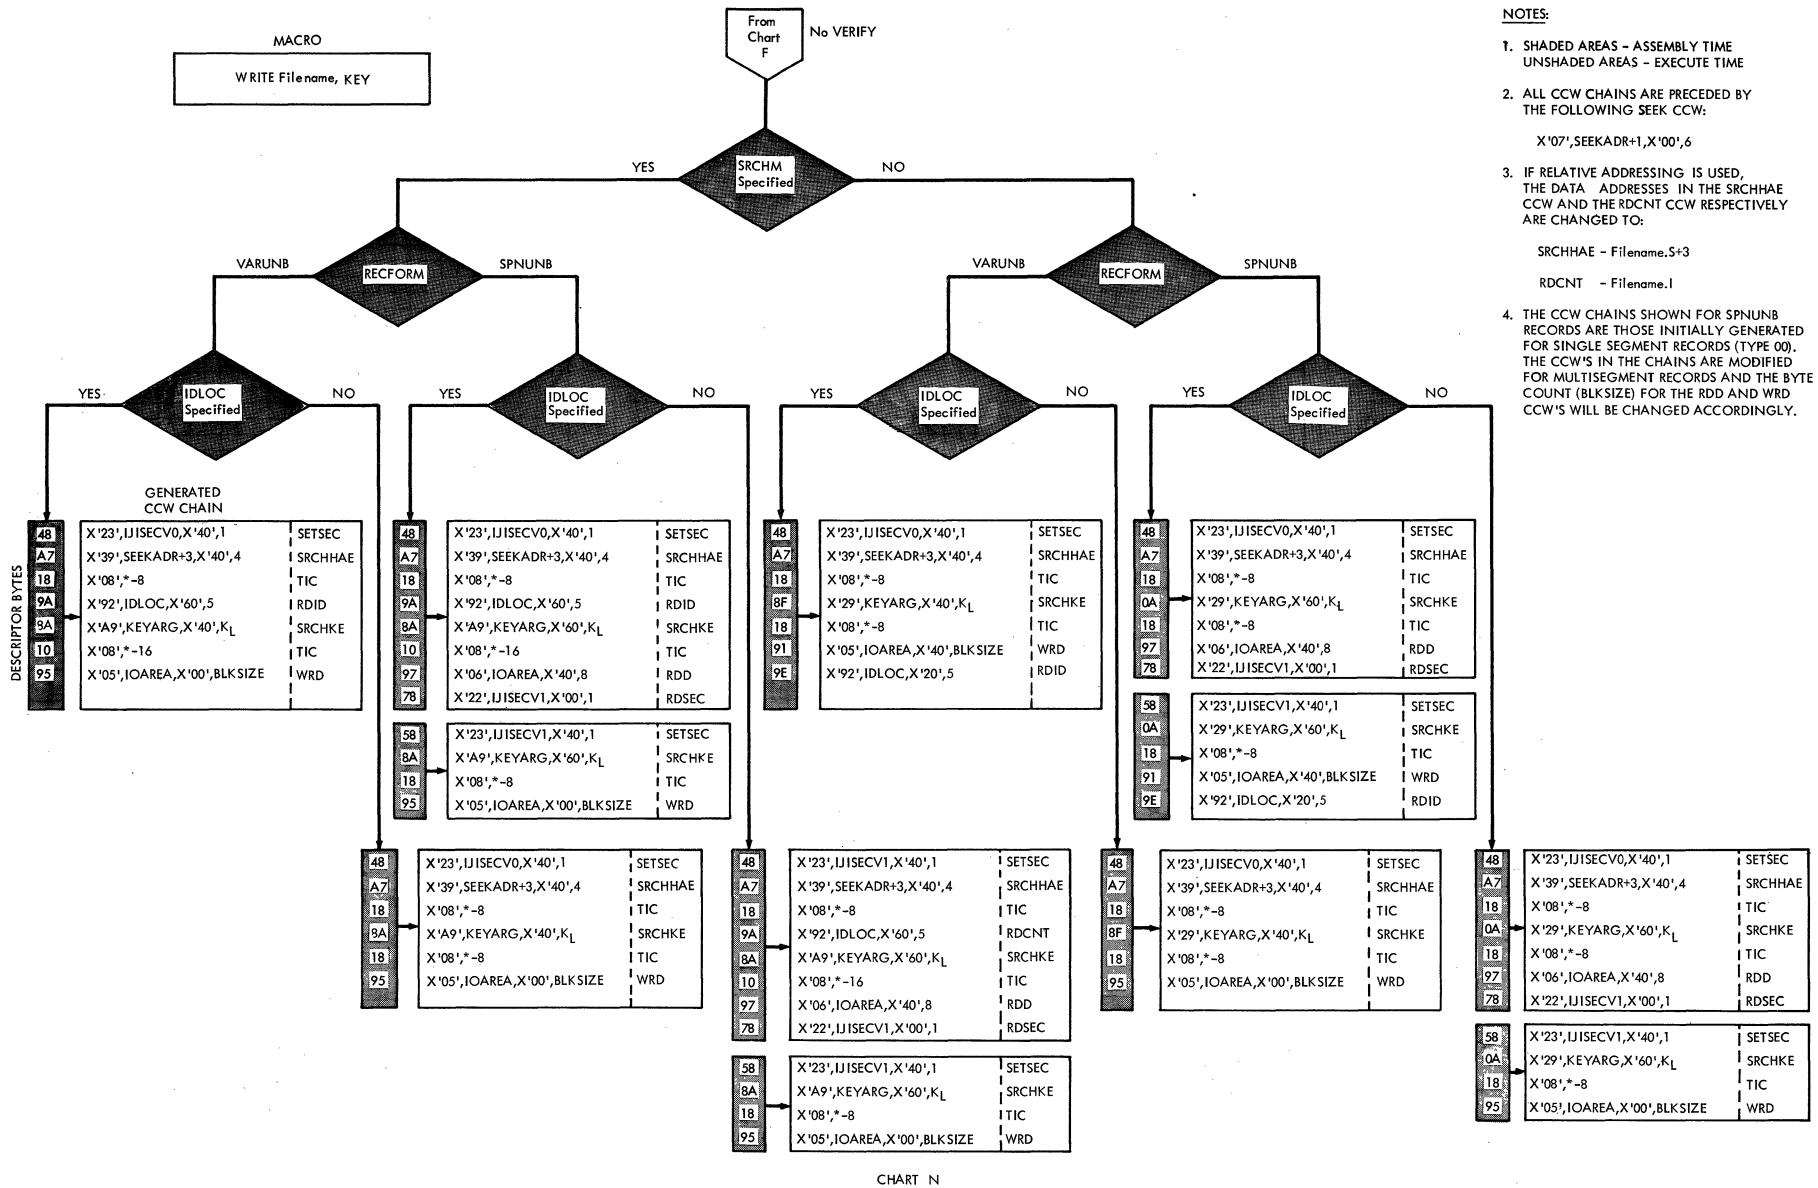 MACRO
WRITE Filename, KEY
From
Chart
F
No VERIFY
NOTES:
1. SHADED AREAS - ASSEMBLY TIME
UNSHADED AREAS - EXECUTE TIME
2. ALL CCW CHAINS ARE PRECEDED BY
THE FOLLOWING SEEK CCW:
X'07',SEEKADR+1,X'00',6
3. IF RELATIVE ADDRESSING IS USED,
THE DATA ADDRESSES IN THE SRCHHAE
CCW AND THE RDCNT CCW RESPECTIVELY
ARE CHANGED TO:
SRCHHAE - Filename.S+3
RDCNT - Filename.I
4. THE CCW CHAINS SHOWN FOR SPNUNB
RECORDS ARE THOSE INITIALLY GENERATED
FOR SINGLE SEGMENT RECORDS (TYPE 00).
THE CCW'S IN THE CHAINS ARE MODIFIED
FOR MULTISEGMENT RECORDS AND THE BYTE
COUNT (BLKSIZE) FOR THE RDD AND WRD
CCW'S WILL BE CHANGED ACCORDINGLY.
YES
SRCHM
Specified
NO
VARUNB
RECFORM
SPNUNB
VARUNB
RECFORM
SPNUNB
YES
IDLOC
Specified
NO
YES
IDLOC
Specified
NO
YES
IDLOC
Specified
NO
YES
IDLOC
Specified
NO
GENERATED
CCW CHAIN
DESCRIPTOR BYTES
48 X'23',IJISECV0,X'40',1 SETSEC
A7 X'39',SEEKADR+3,X'40',4 SRCHHAE
18 X'08',*-8 TIC
9A X'92',IDLOC,X'60',5 RDID
8A X'A9',KEYARG,X'40',KL SRCHKE
10 X'08',*-16 TIC
95 X'05',IOAREA,X'00',BLKSIZE WRD
48 X'23',IJISECV0,X'40',1 SETSEC
A7 X'39',SEEKADR+3,X'40',4 SRCHHAE
18 X'08',*-8 TIC
9A X'92',IDLOC,X'60',5 RDID
8A X'A9',KEYARG,X'60',KL SRCHKE
10 X'08',*-16 TIC
97 X'06',IOAREA,X'40',8 RDD
78 X'22',IJISECV1,X'00',1 RDSEC
58 X'23',IJISECV1,X'40',1 SETSEC
8A X'A9',KEYARG,X'60',KL SRCHKE
18 X'08',*-8 TIC
95 X'05',IOAREA,X'00',BLKSIZE WRD
48 X'23',IJISECV0,X'40',1 SETSEC
A7 X'39',SEEKADR+3,X'40',4 SRCHHAE
18 X'08',*-8 TIC
8F X'29',KEYARG,X'40',KL SRCHKE
18 X'08',*-8 TIC
91 X'05',IOAREA,X'40',BLKSIZE WRD
9E X'92',IDLOC,X'20',5 RDID
48 X'23',IJISECV0,X'40',1 SETSEC
A7 X'39',SEEKADR+3,X'40',4 SRCHHAE
18 X'08',*-8 TIC
0A X'29',KEYARG,X'60',KL SRCHKE
18 X'08',*-8 TIC
97 X'06',IOAREA,X'40',8 RDD
78 X'22',IJISECV1,X'00',1 RDSEC
58 X'23',IJISECV1,X'40',1 SETSEC
0A X'29',KEYARG,X'60',KL SRCHKE
18 X'08',*-8 TIC
91 X'05',IOAREA,X'40',BLKSIZE WRD
9E X'92',IDLOC,X'20',5 RDID
48 X'23',IJISECV0,X'40',1 SETSEC
A7 X'39',SEEKADR+3,X'40',4 SRCHHAE
18 X'08',*-8 TIC
8A X'A9',KEYARG,X'40',KL SRCHKE
18 X'08',*-8 TIC
95 X'05',IOAREA,X'00',BLKSIZE WRD
48 X'23',IJISECV1,X'40',1 SETSEC
A7 X'39',SEEKADR+3,X'40',4 SRCHHAE
18 X'08',*-8 TIC
9A X'92',IDLOC,X'60',5 RDCNT
8A X'A9',KEYARG,X'60',KL SRCHKE
10 X'08',*-16 TIC
97 X'06',IOAREA,X'40',8 RDD
78 X'22',IJISECV1,X'00',1 RDSEC
58 X'23',IJISECV1,X'40',1 SETSEC
8A X'A9',KEYARG,X'60',KL SRCHKE
18 X'08',*-8 TIC
95 X'05',IOAREA,X'00',BLKSIZE WRD
48 X'23',IJISECV0,X'40',1 SETSEC
A7 X'39',SEEKADR+3,X'40',4 SRCHHAE
18 X'08',*-8 TIC
8F X'29',KEYARG,X'40',KL SRCHKE
18 X'08',*-8 TIC
95 X'05',IOAREA,X'00',BLKSIZE WRD
48 X'23',IJISECV0,X'40',1 SETSEC
A7 X'39',SEEKADR+3,X'40',4 SRCHHAE
18 X'08',*-8 TIC
0A X'29',KEYARG,X'60',KL SRCHKE
18 X'08',*-8 TIC
97 X'06',IOAREA,X'40',8 RDD
78 X'22',IJISECV1,X'00',1 RDSEC
58 X'23',IJISECV1,X'40',1 SETSEC
0A X'29',KEYARG,X'60',KL SRCHKE
18 X'08',*-8 TIC
95 X'05',IOAREA,X'00',BLKSIZE WRD
CHART N